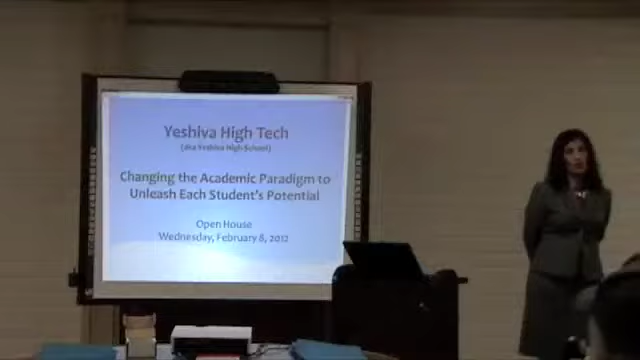 Yeshiva High Tech
(aka Yeshiva High School)
Changing the Academic Paradigm to
Unleash Each Student's Potential
Open House
Wednesday, February 8, 2012